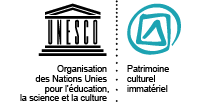 UNESCO
Organisation
des Nations Unies
pour l'éducation,
la science et la culture
Patrimoine
culturel
immatériel